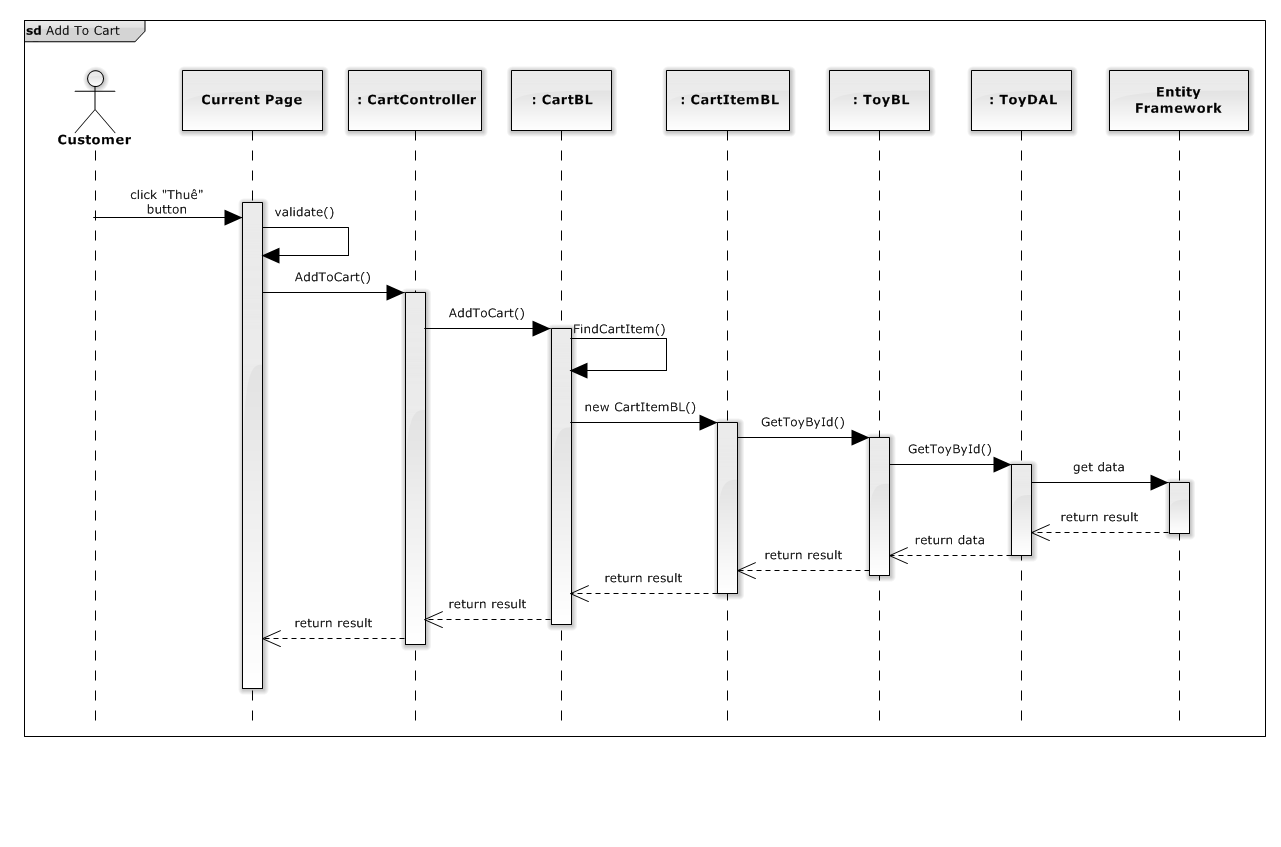 sd Add To Cart
Customer
Current Page
: CartController
: CartBL
: CartItemBL
: ToyBL
: ToyDAL
Entity
Framework
click "Thuê"
button
validate()
AddToCart()
AddToCart()
FindCartItem()
new CartItemBL()
GetToyById()
GetToyById()
get data
return result
return data
return result
return result
return result
return result